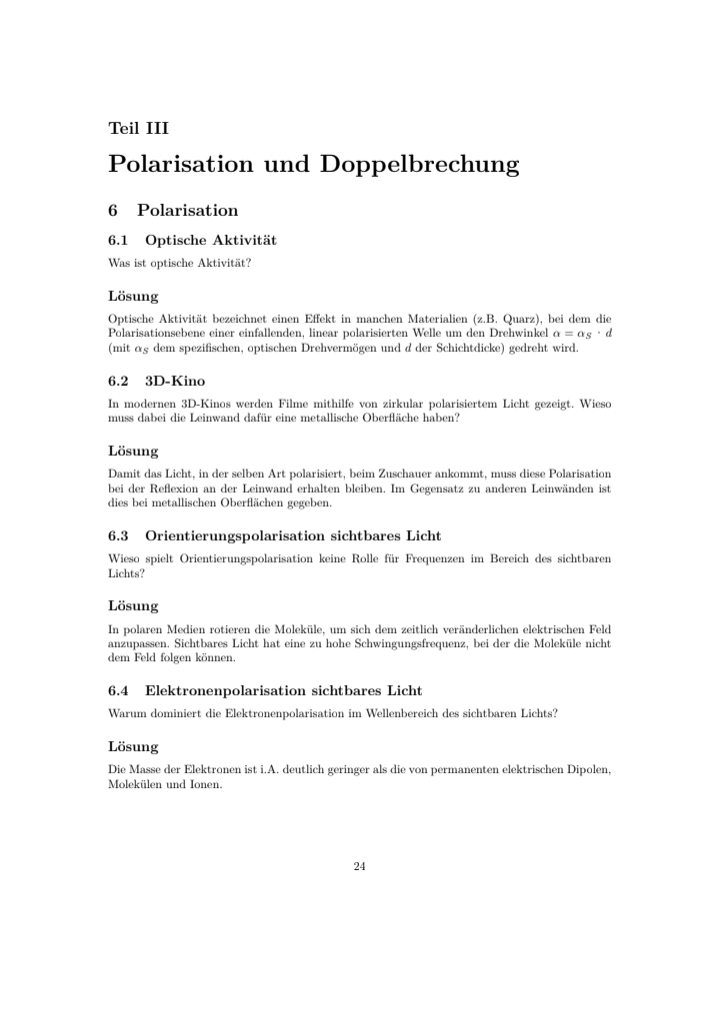 Teil III
Polarisation und Doppelbrechung
6 Polarisation
6.1 Optische Aktivität
Was ist optische Aktivität?
Lösung
Optische Aktivität bezeichnet einen Effekt in manchen Materialien (z.B. Quarz), bei dem die
Polarisationsebene einer einfallenden, linear polarisierten Welle um den Drehwinkel α = α_S · d
(mit α_S dem spezifischen, optischen Drehvermögen und d der Schichtdicke) gedreht wird.
6.2 3D-Kino
In modernen 3D-Kinos werden Filme mithilfe von zirkular polarisiertem Licht gezeigt. Wieso
muss dabei die Leinwand dafür eine metallische Oberfläche haben?
Lösung
Damit das Licht, in der selben Art polarisiert, beim Zuschauer ankommt, muss diese Polarisation
bei der Reflexion an der Leinwand erhalten bleiben. Im Gegensatz zu anderen Leinwänden ist
dies bei metallischen Oberflächen gegeben.
6.3 Orientierungspolarisation sichtbares Licht
Wieso spielt Orientierungspolarisation keine Rolle für Frequenzen im Bereich des sichtbaren
Lichts?
Lösung
In polaren Medien rotieren die Moleküle, um sich dem zeitlich veränderlichen elektrischen Feld
anzupassen. Sichtbares Licht hat eine zu hohe Schwingungsfrequenz, bei der die Moleküle nicht
dem Feld folgen können.
6.4 Elektronenpolarisation sichtbares Licht
Warum dominiert die Elektronenpolarisation im Wellenbereich des sichtbaren Lichts?
Lösung
Die Masse der Elektronen ist i.A. deutlich geringer als die von permanenten elektrischen Dipolen,
Molekülen und Ionen.
24